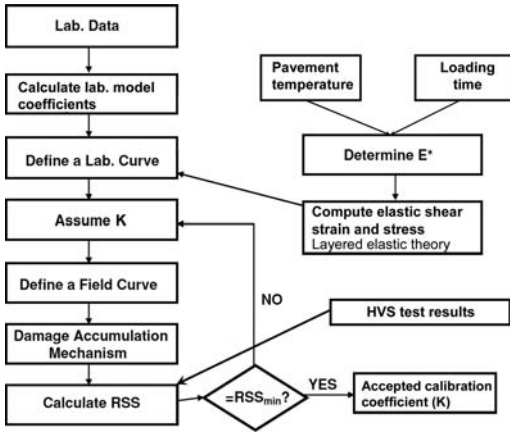 Lab. Data
Calculate lab. model
coefficients
Define a Lab. Curve
Assume K
Define a Field Curve
Damage Accumulation
Mechanism
Calculate RSS
Pavement
temperature
Loading
time
Determine E*
Compute elastic shear
strain and stress
Layered elastic theory
NO
HVS test results
=RSSmin?
YES
Accepted calibration
coefficient (K)